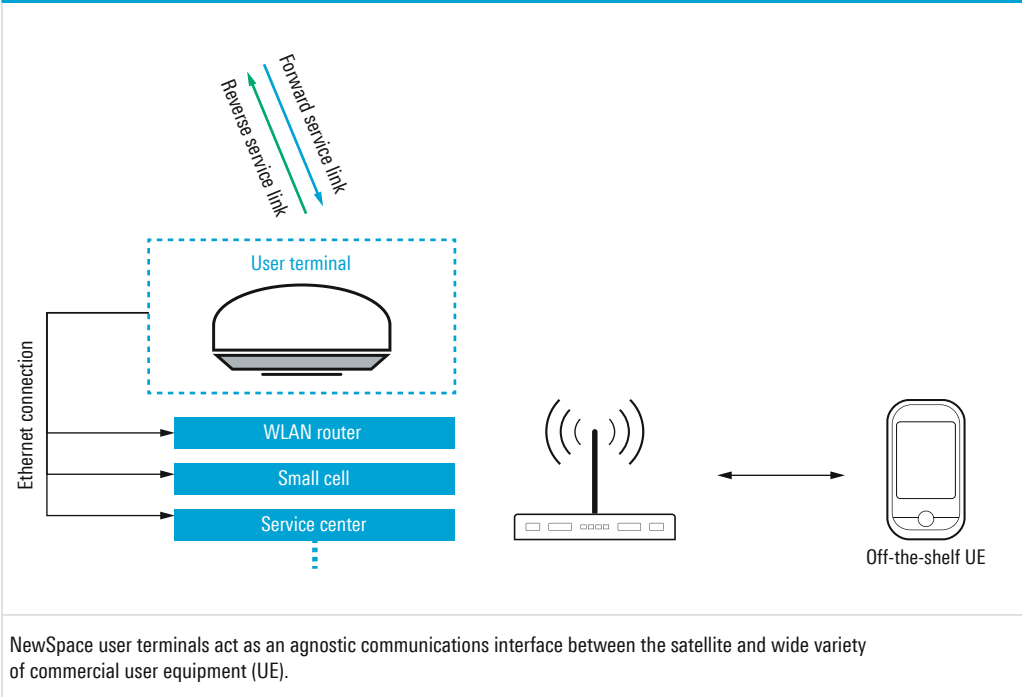 Forward service link
Reverse service link
User terminal
Ethernet connection
WLAN router
Small cell
Service center
Off-the-shelf UE
NewSpace user terminals act as an agnostic communications interface between the satellite and wide variety
of commercial user equipment (UE).